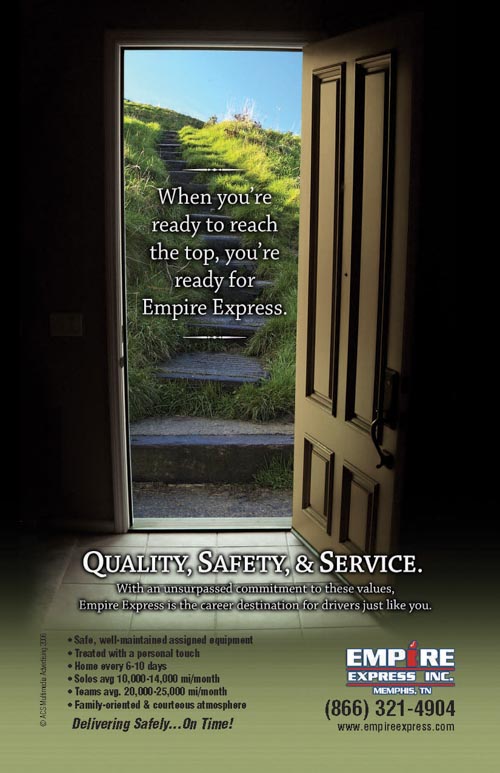 When you're
ready to reach
the top, you're
ready for
Empire Express.
QUALITY, SAFETY, & SERVICE.
With an unsurpassed commitment to these values,
Empire Express is the career destination for drivers just like you.
• Safe, well-maintained assigned equipment
• Treated with a personal touch
• Home every 6-10 days
• Solos avg 10,000-14,000 mi/month
• Teams avg. 20,000-25,000 mi/month
• Family-oriented & courteous atmosphere
Delivering Safely...On Time!
EMPIRE
EXPRESS INC.
MEMPHIS, TN
(866) 321-4904
www.empireexpress.com
© ACS Multimedia Advertising 2006